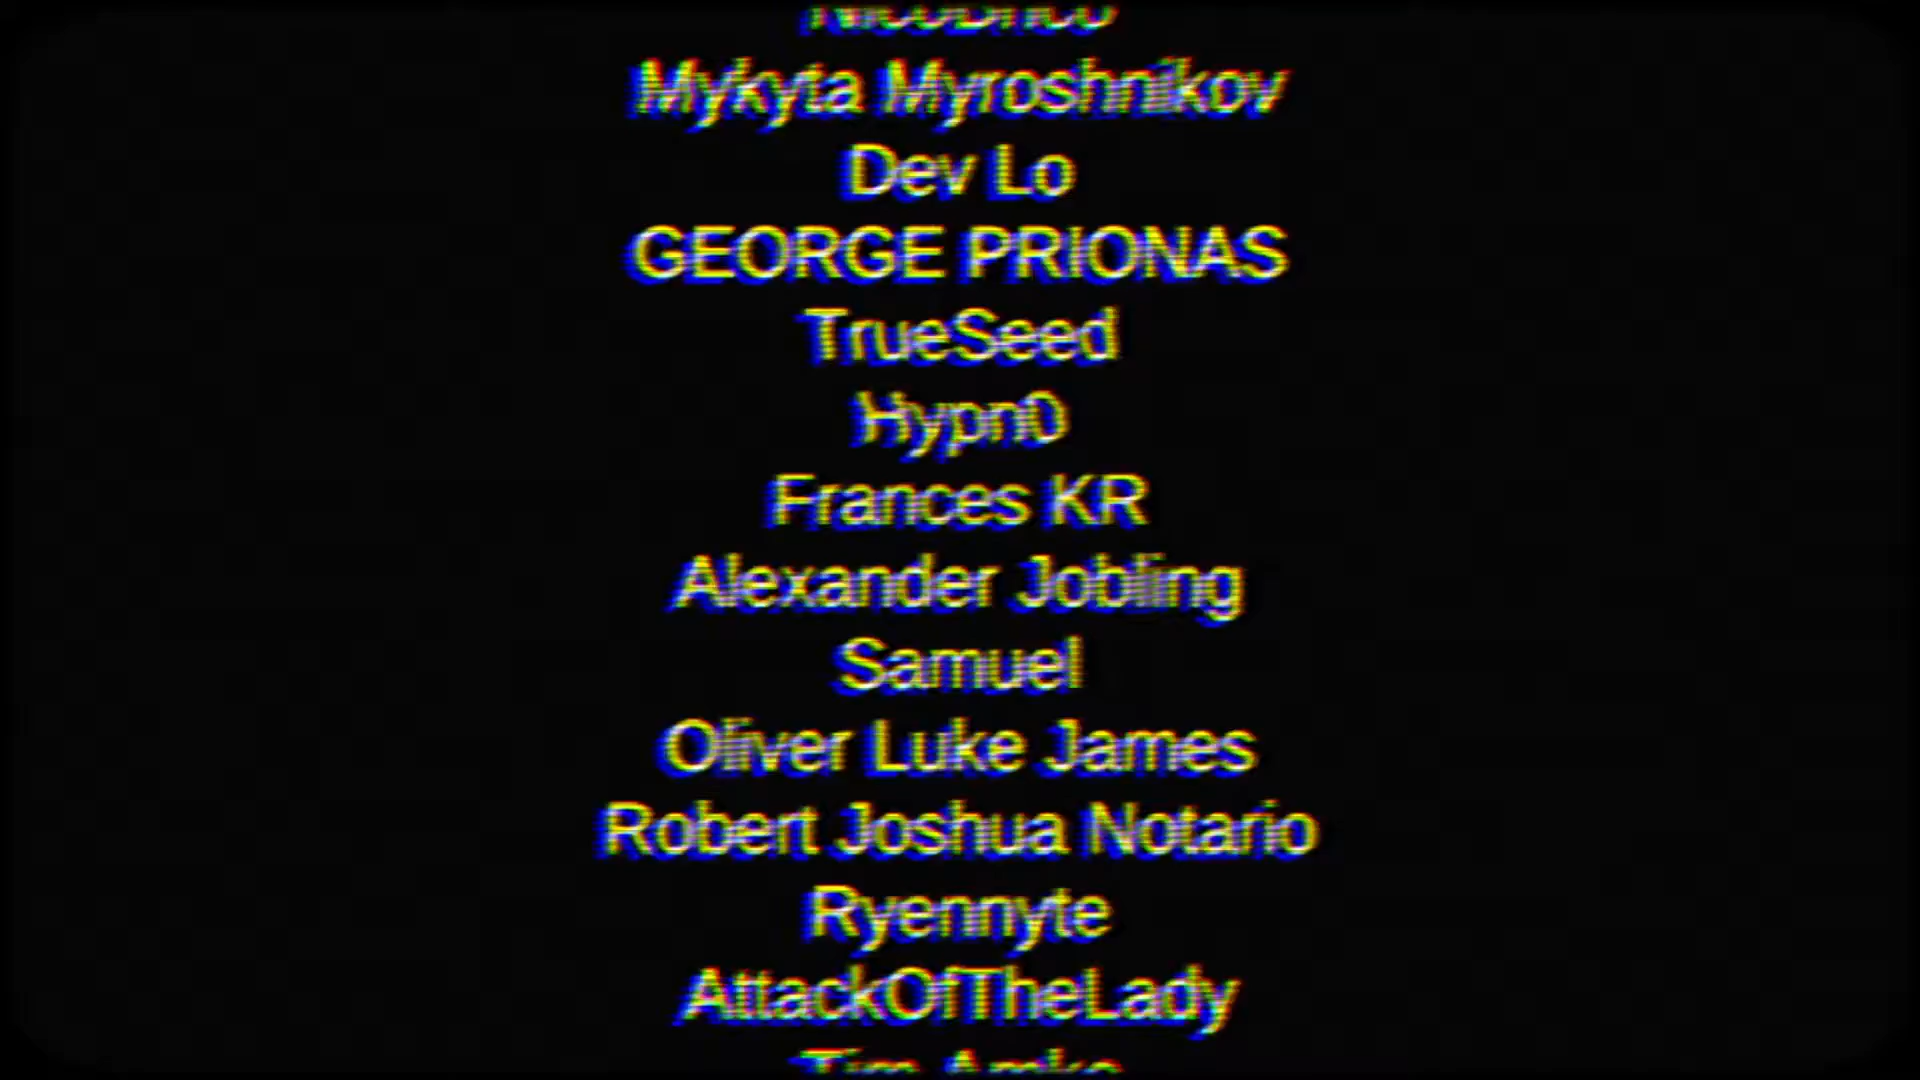 Mykyta Myroshnikov
Dev Lo
GEORGE PRIONAS
TrueSeed
Hypn0
Frances KR
Alexander Jobling
Samuel
Oliver Luke James
Robert Joshua Notario
Ryennyte
AttackOfTheLady
Tim